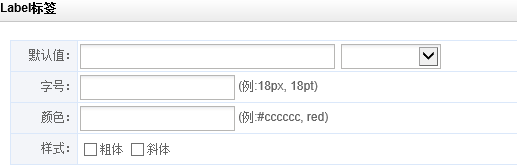 Label标签
默认值:
字号: (例:18px, 18pt)
颜色: (例:#cccccc, red)
样式: 粗体 斜体